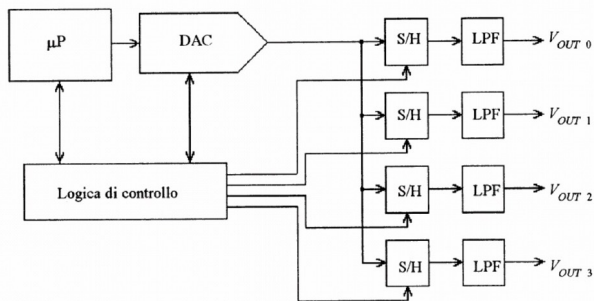 μP
DAC
S/H
LPF
V_OUT 0
S/H
LPF
V_OUT 1
Logica di controllo
S/H
LPF
V_OUT 2
S/H
LPF
V_OUT 3